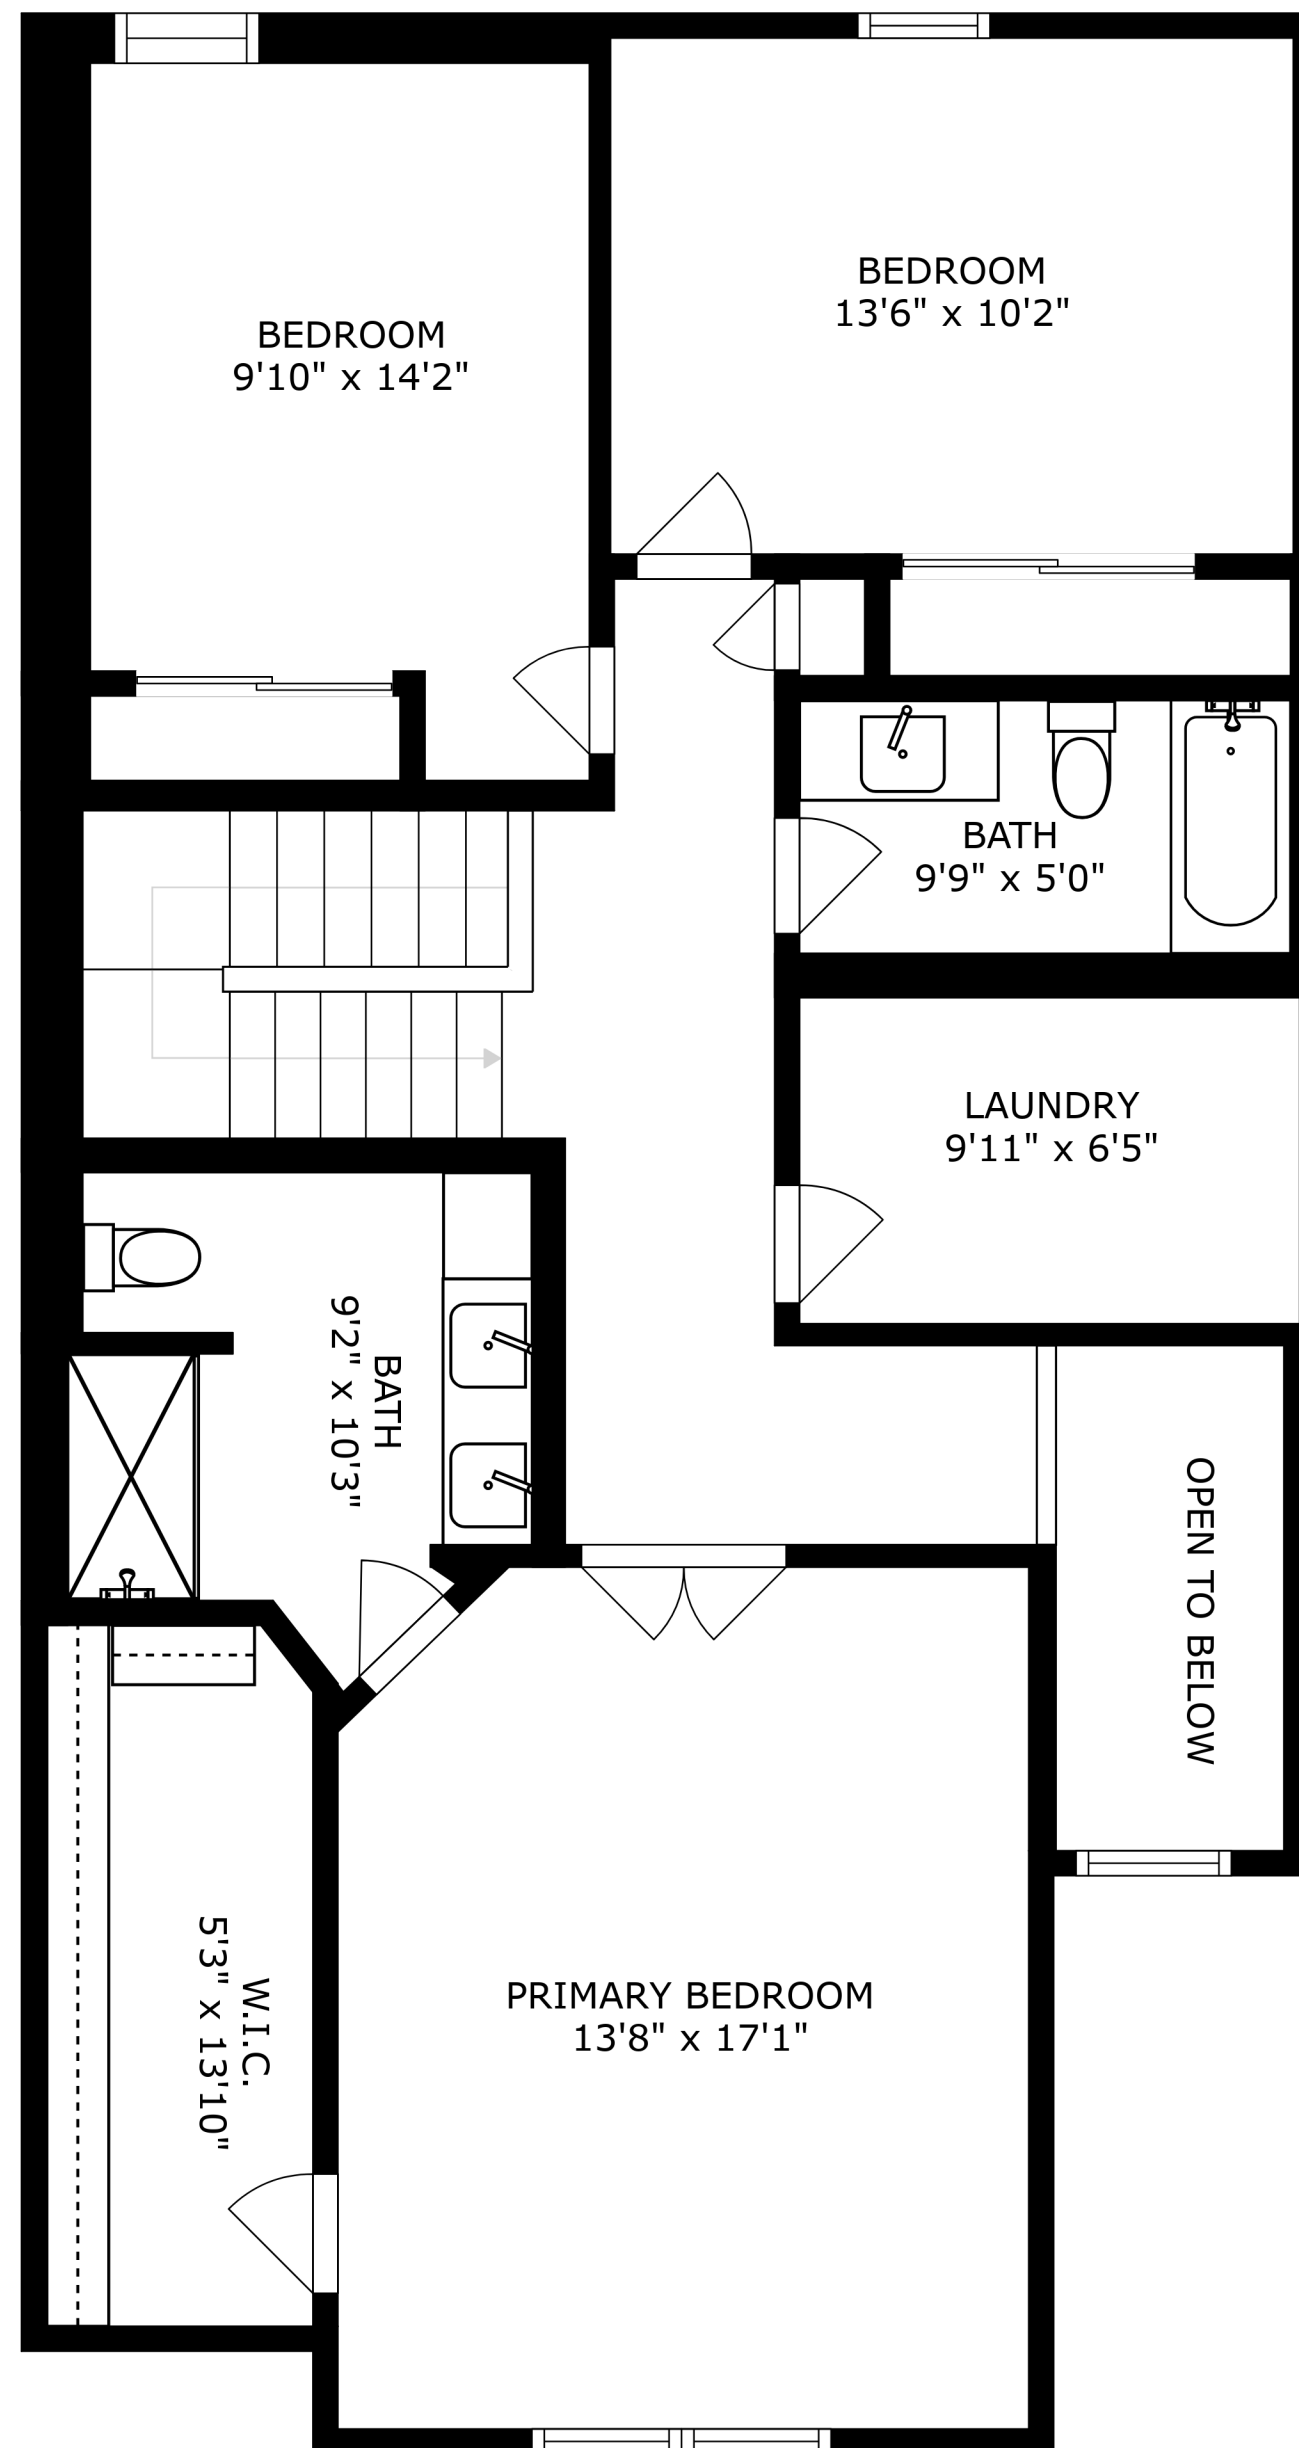 BEDROOM
13'6" x 10'2"
BEDROOM
9'10" x 14'2"
BATH
9'9" x 5'0"
LAUNDRY
9'11" x 6'5"
BATH
9'2" x 10'3"
OPEN TO BELOW
W.I.C.
5'3" x 13'10"
PRIMARY BEDROOM
13'8" x 17'1"